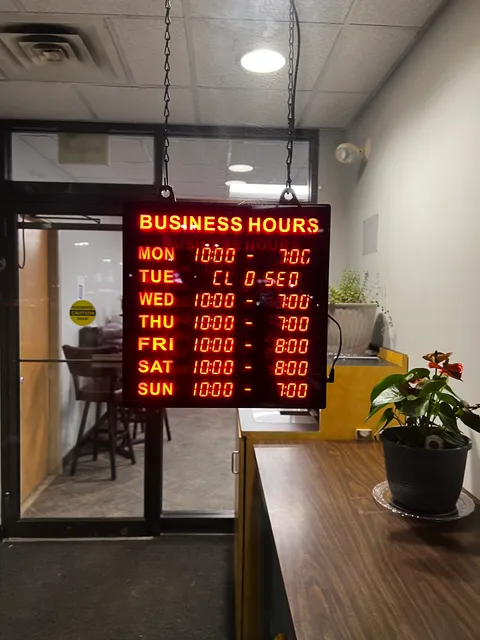 BUSINESS HOURS
MON 10:00 - 7:00
TUE CLOSED
WED 10:00 - 7:00
THU 10:00 - 7:00
FRI 10:00 - 8:00
SAT 10:00 - 8:00
SUN 10:00 - 7:00
CAUTION